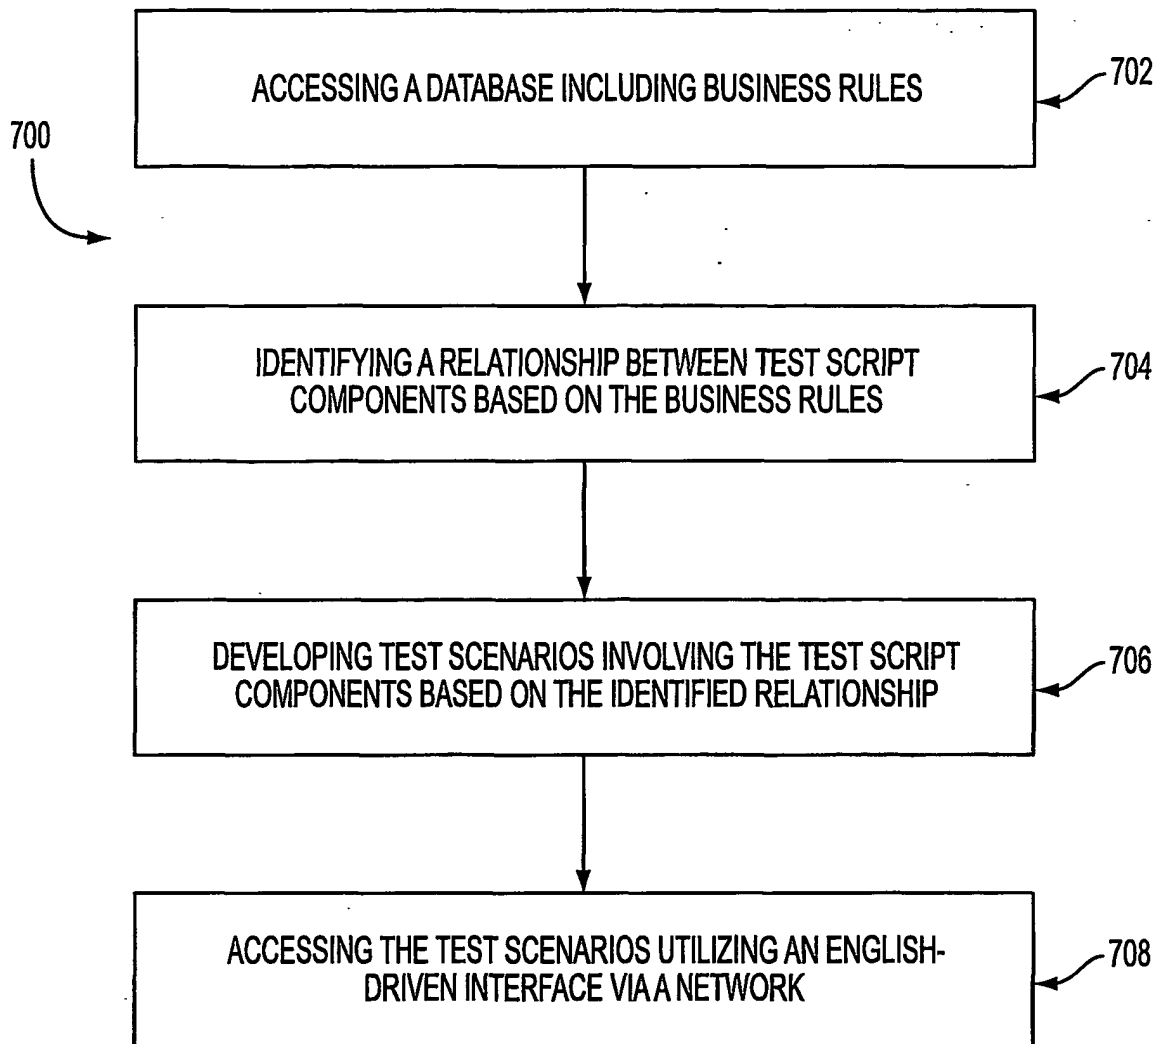 ACCESSING A DATABASE INCLUDING BUSINESS RULES
702
700
IDENTIFYING A RELATIONSHIP BETWEEN TEST SCRIPT
COMPONENTS BASED ON THE BUSINESS RULES
704
DEVELOPING TEST SCENARIOS INVOLVING THE TEST SCRIPT
COMPONENTS BASED ON THE IDENTIFIED RELATIONSHIP
706
ACCESSING THE TEST SCENARIOS UTILIZING AN ENGLISH-
DRIVEN INTERFACE VIA A NETWORK
708